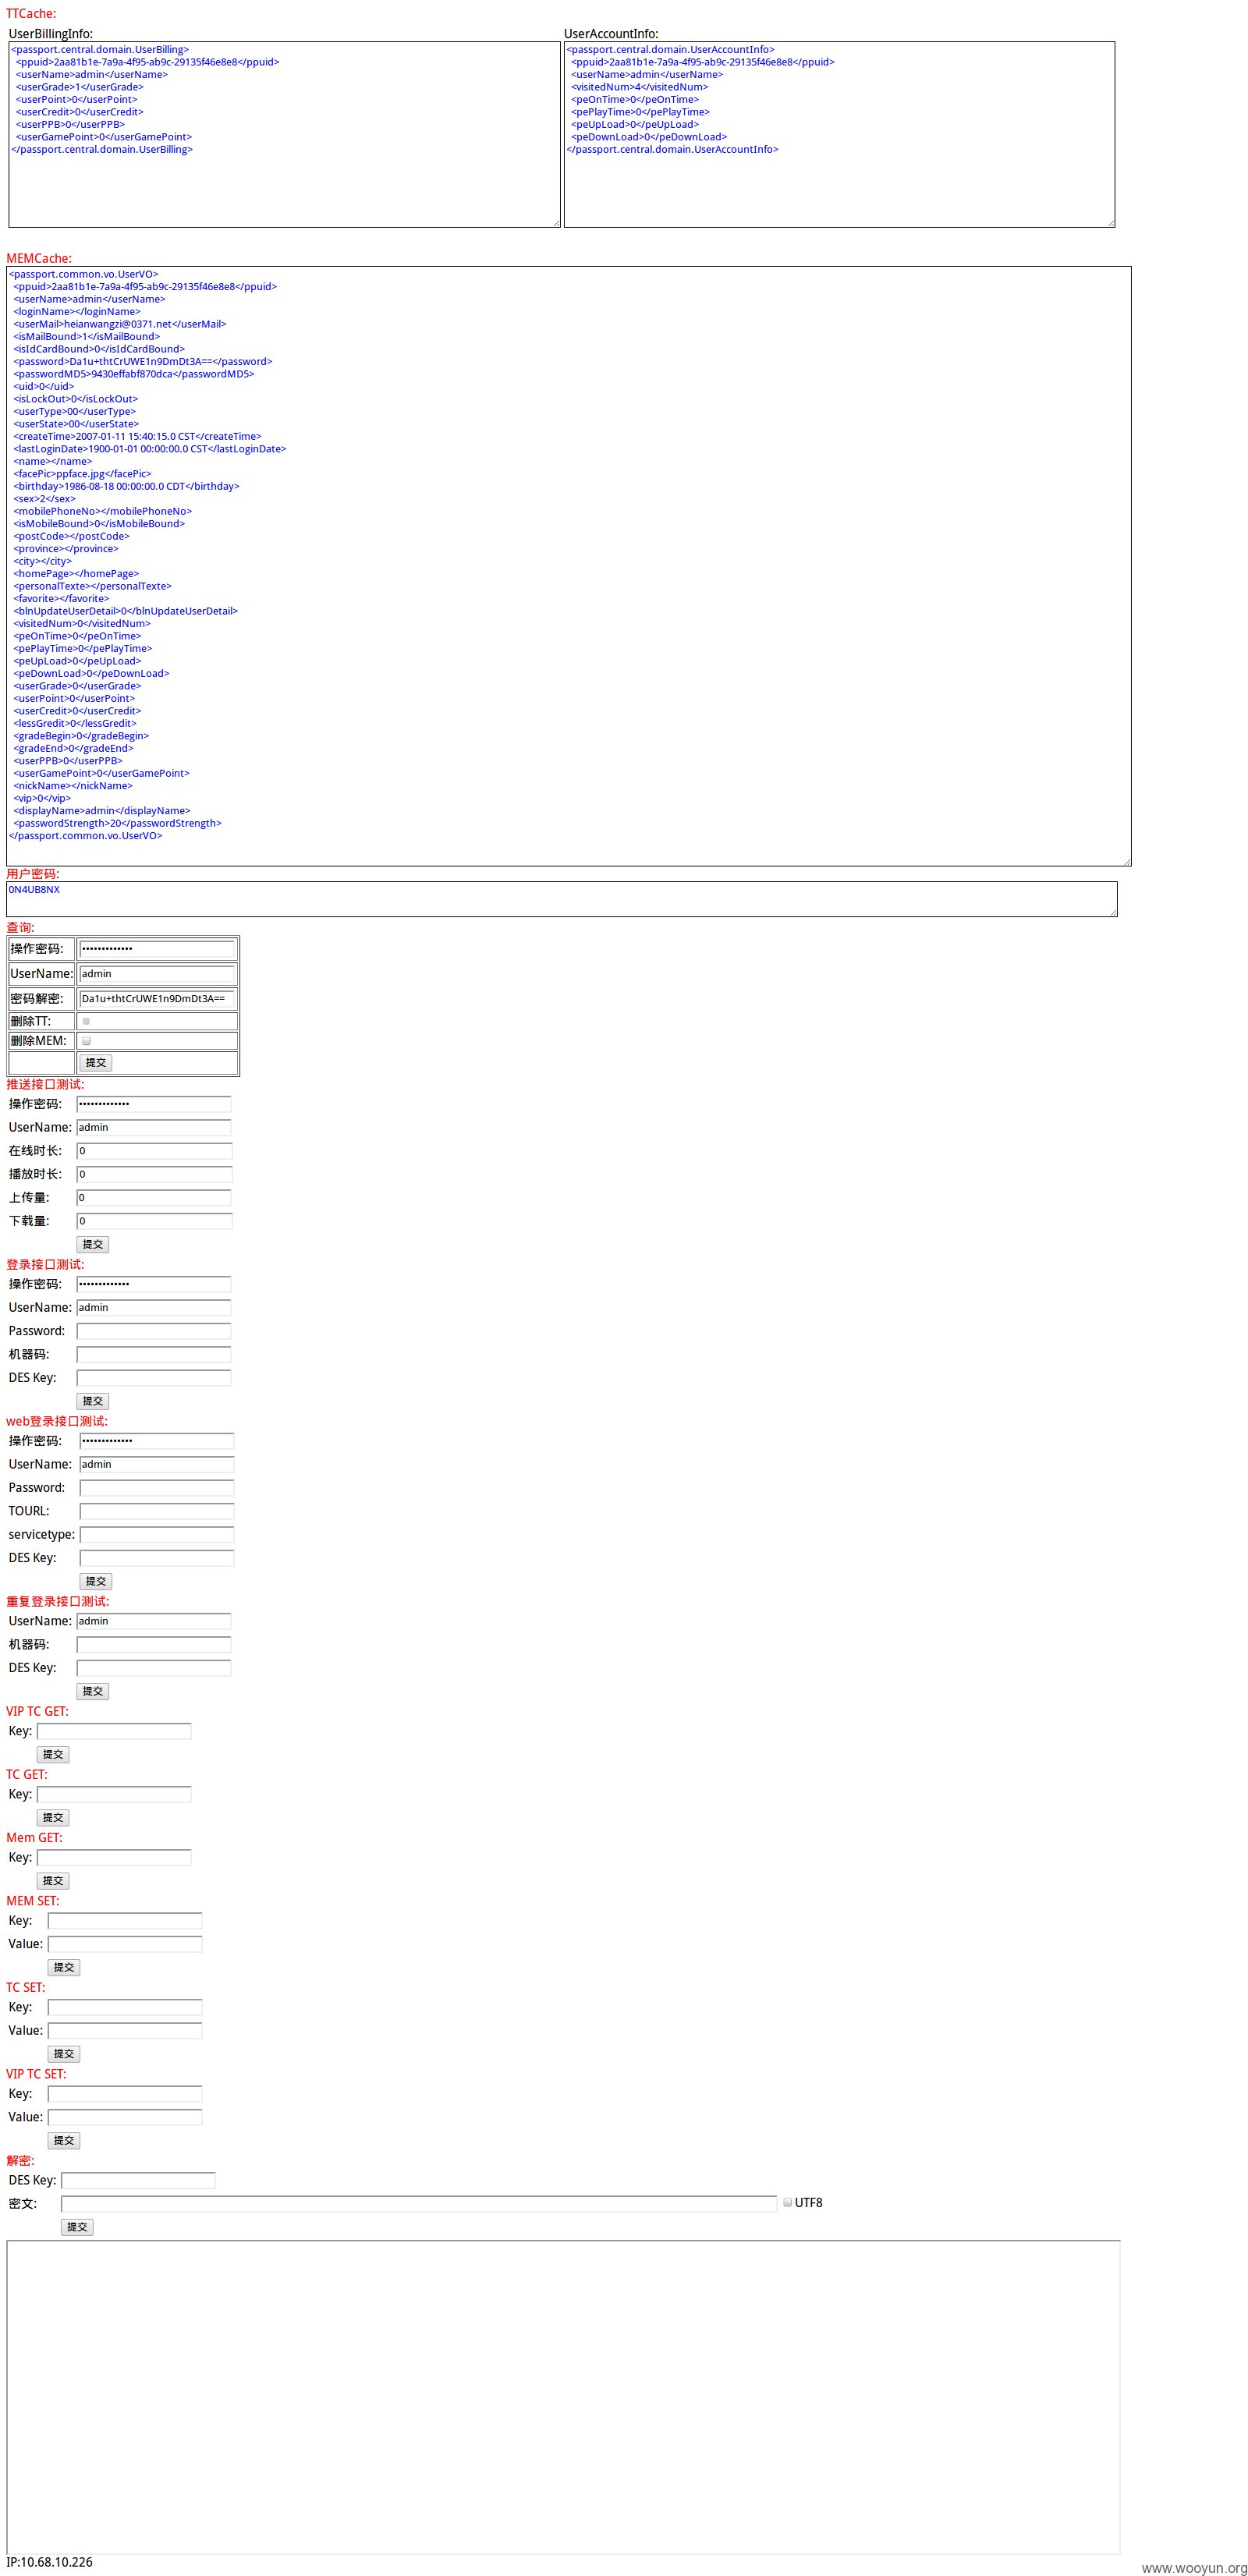 TTCache:
UserBillingInfo:
<passport.central.domain.UserBilling>
<ppuid>2aa81b1e-7a9a-4f95-ab9c-29135f46e8e8</ppuid>
<userName>admin</userName>
<userGrade>1</userGrade>
<userPoint>0</userPoint>
<userCredit>0</userCredit>
<userPPB>0</userPPB>
<userGamePoint>0</userGamePoint>
</passport.central.domain.UserBilling>
UserAccountInfo:
<passport.central.domain.UserAccountInfo>
<ppuid>2aa81b1e-7a9a-4f95-ab9c-29135f46e8e8</ppuid>
<userName>admin</userName>
<visitedNum>4</visitedNum>
<peOnTime>0</peOnTime>
<pePlayTime>0</pePlayTime>
<peUpLoad>0</peUpLoad>
<peDownLoad>0</peDownLoad>
</passport.central.domain.UserAccountInfo>
MEMCache:
<passport.common.vo.UserVO>
<ppuid>2aa81b1e-7a9a-4f95-ab9c-29135f46e8e8</ppuid>
<userName>admin</userName>
<loginName></loginName>
<userMail>heianwangzi@0371.net</userMail>
<isMailBound>1</isMailBound>
<isIdCardBound>0</isIdCardBound>
<password>Da1u+thtCrUWE1n9DmDt3A==</password>
<passwordMD5>9430effabf870dca</passwordMD5>
<uid>0</uid>
<isLockOut>0</isLockOut>
<userType>00</userType>
<userState>00</userState>
<createTime>2007-01-11 15:40:15.0 CST</createTime>
<lastLoginDate>1900-01-01 00:00:00.0 CST</lastLoginDate>
<name></name>
<facePic>ppface.jpg</facePic>
<birthday>1986-08-18 00:00:00.0 CDT</birthday>
<sex>2</sex>
<mobilePhoneNo></mobilePhoneNo>
<isMobileBound>0</isMobileBound>
<postCode></postCode>
<province></province>
<city></city>
<homePage></homePage>
<personalTexte></personalTexte>
<favorite></favorite>
<blnUpdateUserDetail>0</blnUpdateUserDetail>
<visitedNum>0</visitedNum>
<peOnTime>0</peOnTime>
<pePlayTime>0</pePlayTime>
<peUpLoad>0</peUpLoad>
<peDownLoad>0</peDownLoad>
<userGrade>0</userGrade>
<userPoint>0</userPoint>
<userCredit>0</userCredit>
<lessGredit>0</lessGredit>
<gradeBegin>0</gradeBegin>
<gradeEnd>0</gradeEnd>
<userPPB>0</userPPB>
<userGamePoint>0</userGamePoint>
<nickName></nickName>
<vip>0</vip>
<displayName>admin</displayName>
<passwordStrength>20</passwordStrength>
</passport.common.vo.UserVO>
用户密码:
0N4UB8NX
查询:
操作密码: •••••••••••••
UserName: admin
密码解密: Da1u+thtCrUWE1n9DmDt3A==
删除TT:
删除MEM:
提交
推送接口测试:
操作密码: •••••••••••••
UserName: admin
在线时长: 0
播放时长: 0
上传量: 0
下载量: 0
提交
登录接口测试:
操作密码: •••••••••••••
UserName: admin
Password:
机器码:
DES Key:
提交
web登录接口测试:
操作密码: •••••••••••••
UserName: admin
Password:
TOURL:
servicetype:
DES Key:
提交
重复登录接口测试:
UserName: admin
机器码:
DES Key:
提交
VIP TC GET:
Key:
提交
TC GET:
Key:
提交
Mem GET:
Key:
提交
MEM SET:
Key:
Value:
提交
TC SET:
Key:
Value:
提交
VIP TC SET:
Key:
Value:
提交
解密:
DES Key:
密文: UTF8
提交
IP:10.68.10.226
www.wooyun.org